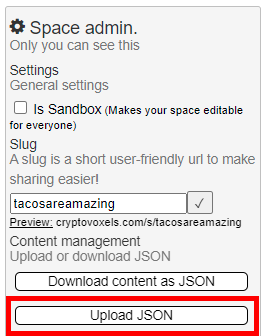 Space admin.
Only you can see this
Settings
General settings
Is Sandbox (Makes your space editable
for everyone)
Slug
A slug is a short user-friendly url to make
sharing easier!
tacosareamazing ✓
Preview: cryptovoxels.com/s/tacosareamazing
Content management
Upload or download JSON
Download content as JSON
Upload JSON